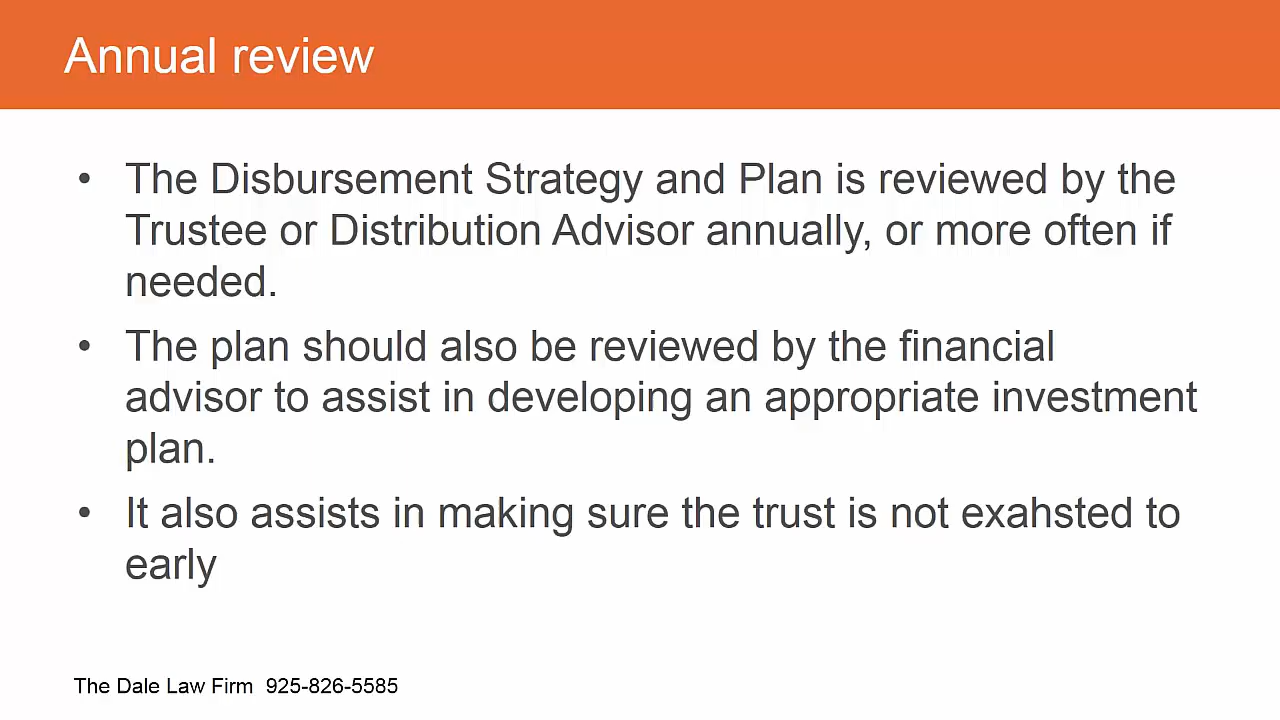 Annual review
• The Disbursement Strategy and Plan is reviewed by the
Trustee or Distribution Advisor annually, or more often if
needed.
• The plan should also be reviewed by the financial
advisor to assist in developing an appropriate investment
plan.
• It also assists in making sure the trust is not exahsted to
early
The Dale Law Firm  925-826-5585